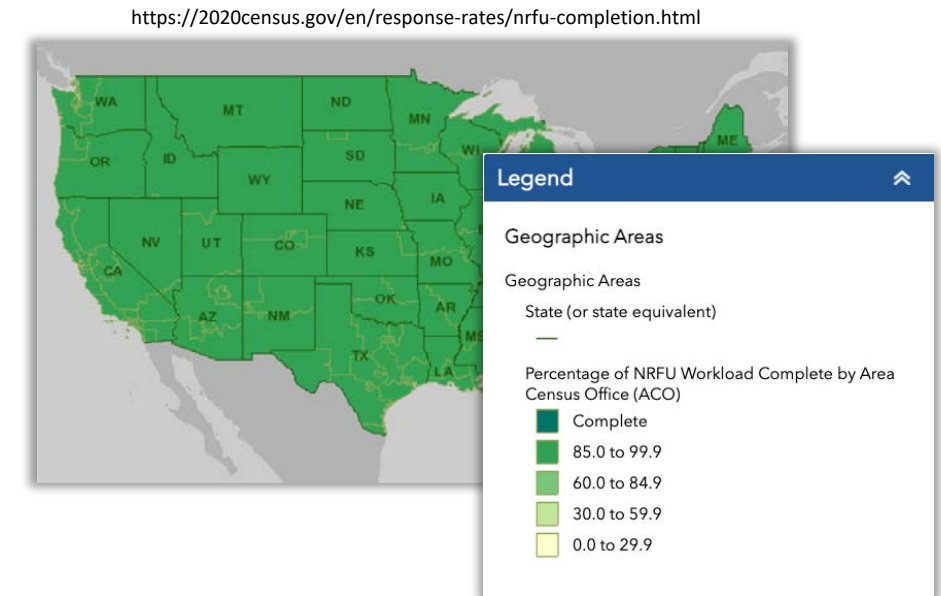 https://2020census.gov/en/response-rates/nrfu-completion.html
WA
MT
ND
MN
ME
OR
ID
SD
WI
WY
NE
IA
NV
UT
CO
KS
MO
CA
AZ
NM
OK
AR
MS
TX
LA
Legend
Geographic Areas
Geographic Areas
State (or state equivalent)
Percentage of NRFU Workload Complete by Area
Census Office (ACO)
Complete
85.0 to 99.9
60.0 to 84.9
30.0 to 59.9
0.0 to 29.9